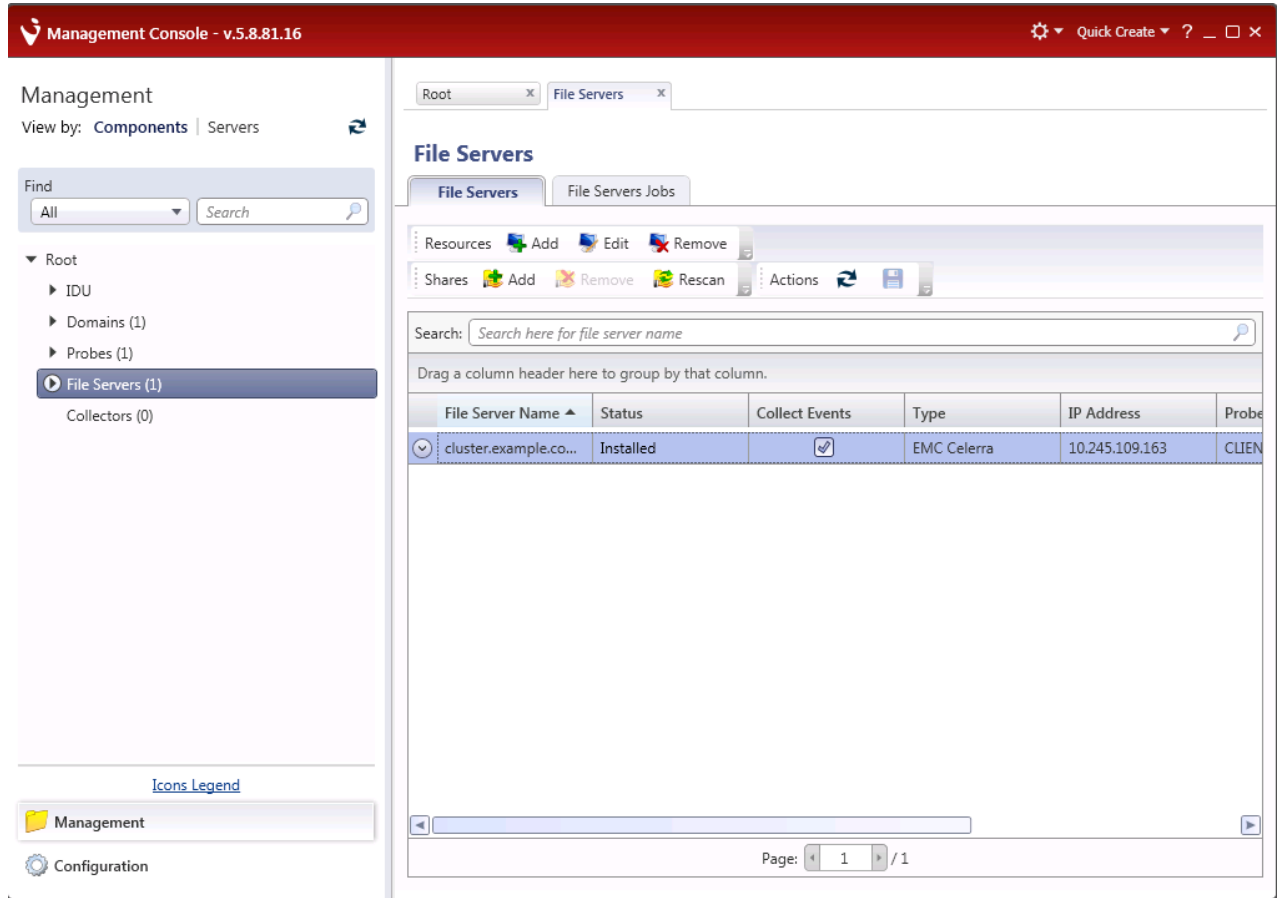 Management Console - v.5.8.81.16
Quick Create ?
Management
View by: Components | Servers
Find
All
Search
Root
IDU
Domains (1)
Probes (1)
File Servers (1)
Collectors (0)
Icons Legend
Management
Configuration
Root x File Servers x
File Servers
File Servers File Servers Jobs
Resources Add Edit Remove
Shares Add Remove Rescan Actions
Search: Search here for file server name
Drag a column header here to group by that column.
File Server Name Status Collect Events Type IP Address Probe
cluster.example.co... Installed EMC Celerra 10.245.109.163 CLIEN
Page: 1 / 1